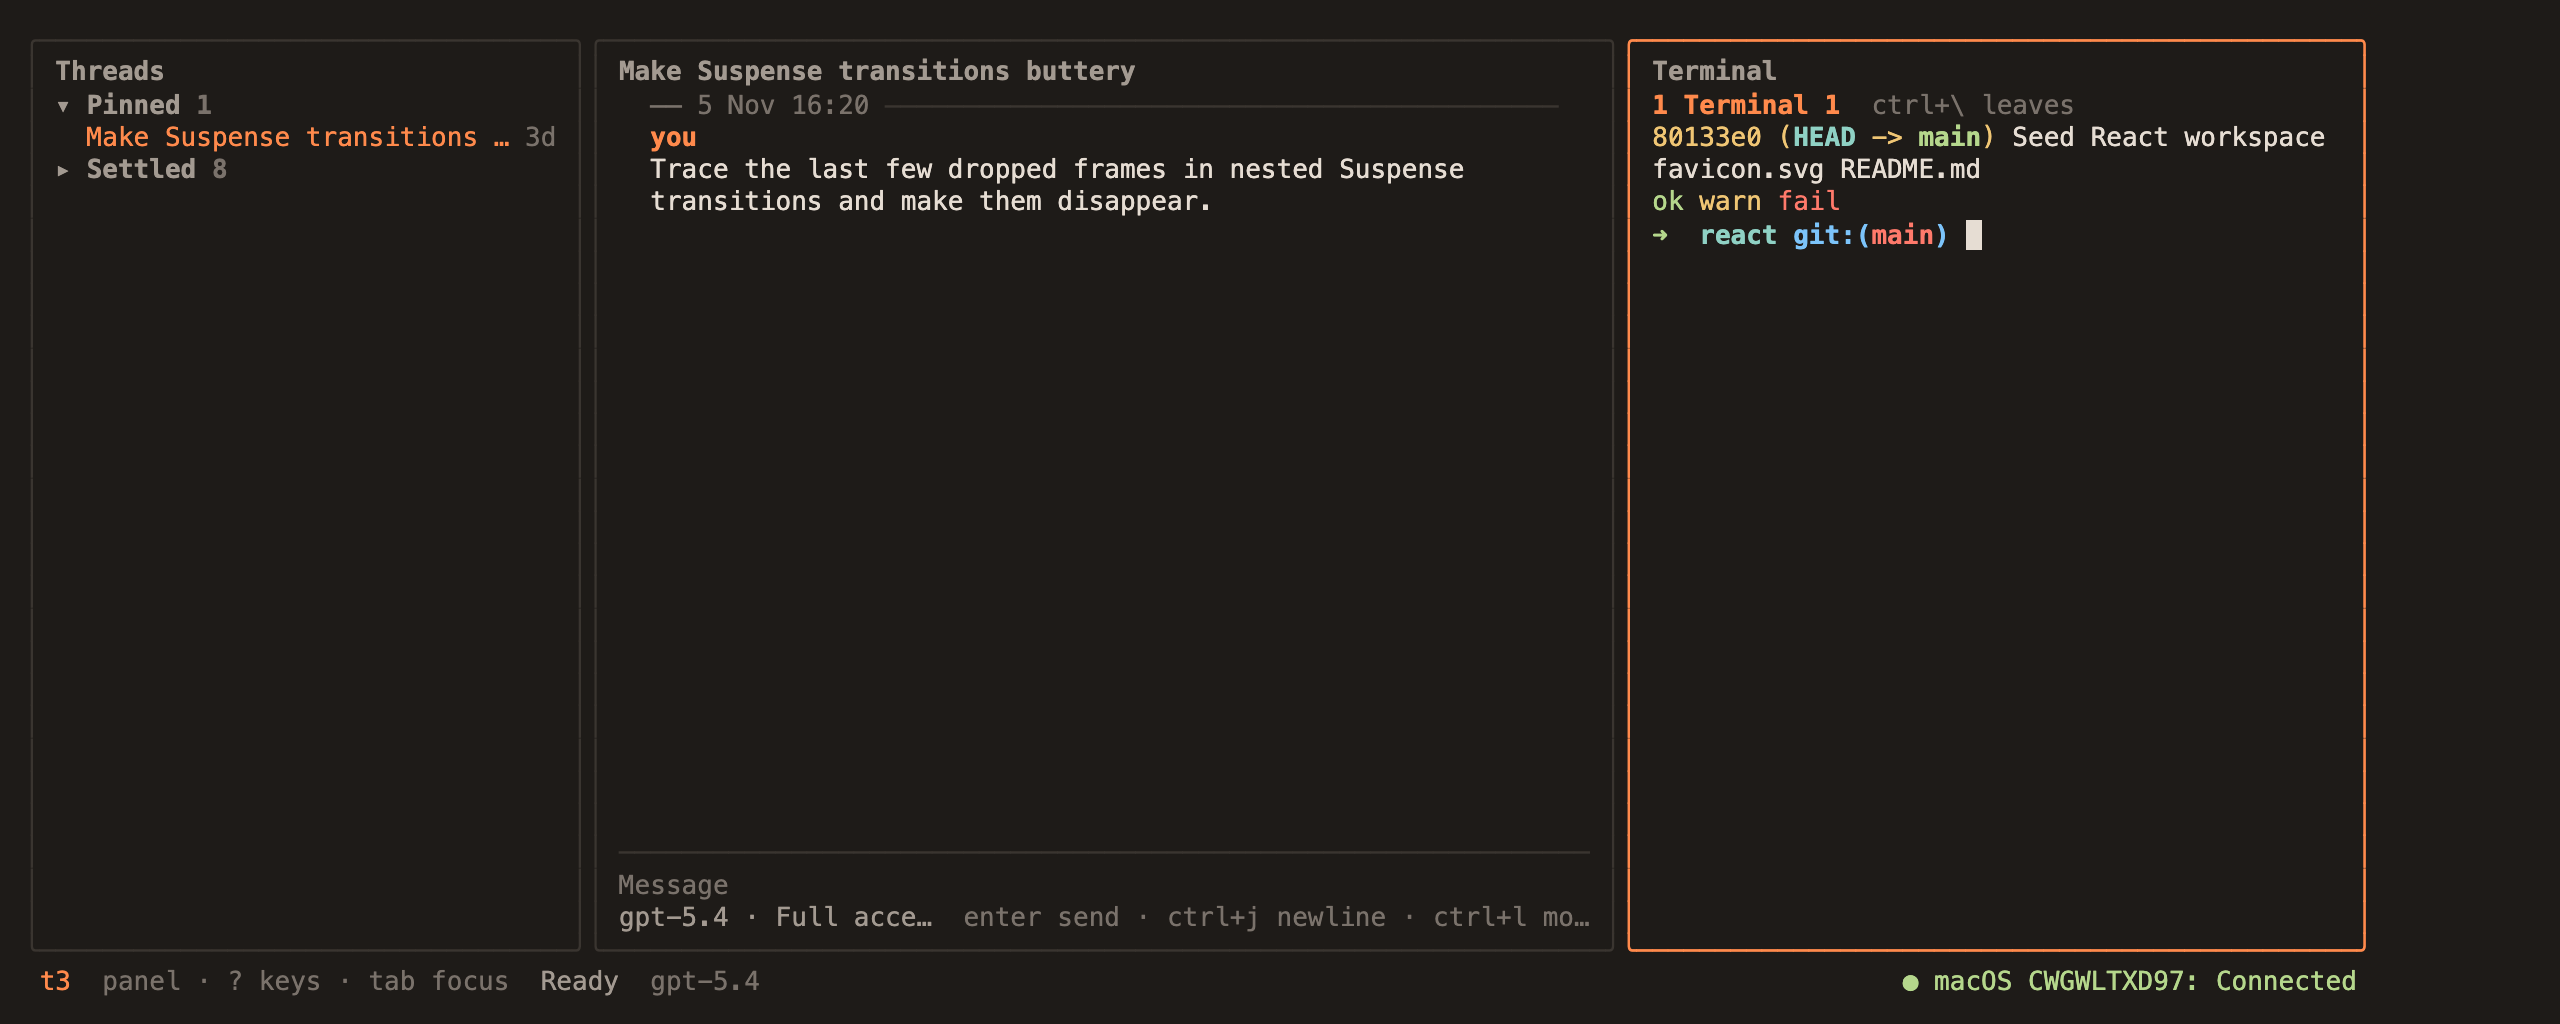 Threads
▾ Pinned 1
Make Suspense transitions … 3d
▸ Settled 8
Make Suspense transitions buttery
── 5 Nov 16:20
you
Trace the last few dropped frames in nested Suspense
transitions and make them disappear.
Message
gpt-5.4 · Full acce… enter send · ctrl+j newline · ctrl+l mo…
Terminal
1 Terminal 1 ctrl+\ leaves
80133e0 (HEAD -> main) Seed React workspace
favicon.svg README.md
ok warn fail
➜ react git:(main)
t3 panel · ? keys · tab focus Ready gpt-5.4
● macOS CWGWLTXD97: Connected